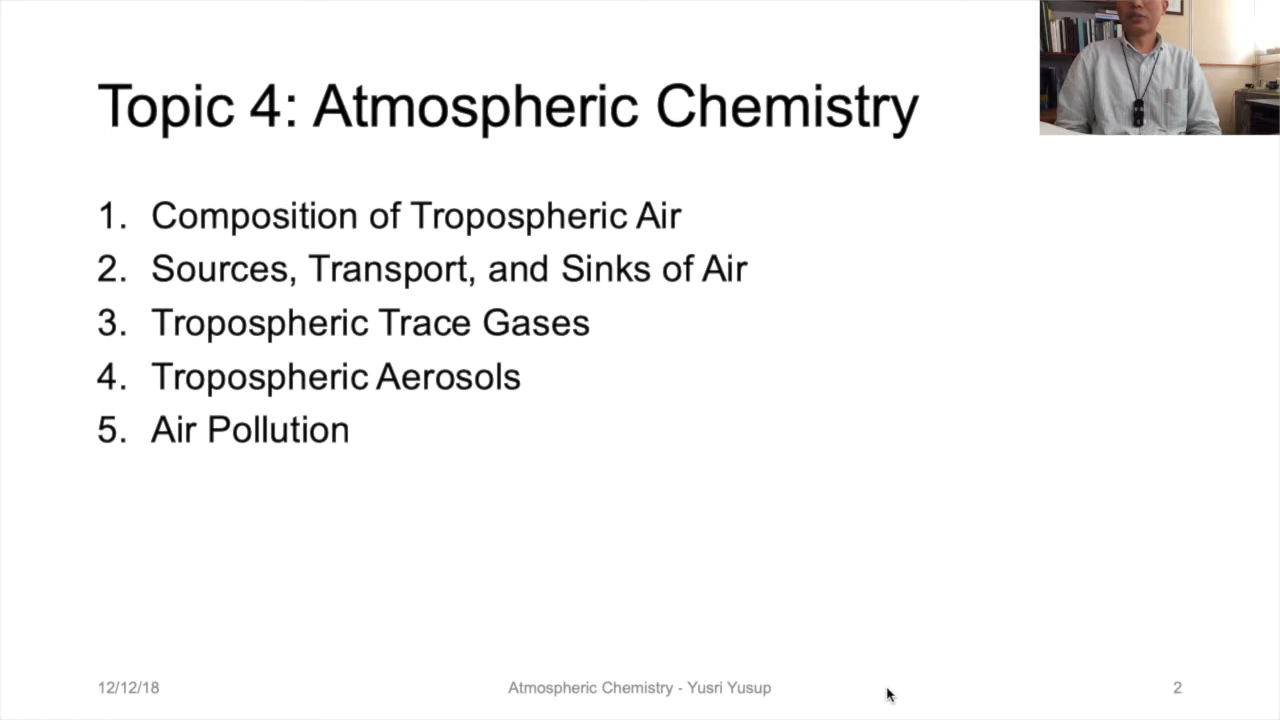 Topic 4: Atmospheric Chemistry
1. Composition of Tropospheric Air
2. Sources, Transport, and Sinks of Air
3. Tropospheric Trace Gases
4. Tropospheric Aerosols
5. Air Pollution
12/12/18
Atmospheric Chemistry - Yusri Yusup
2